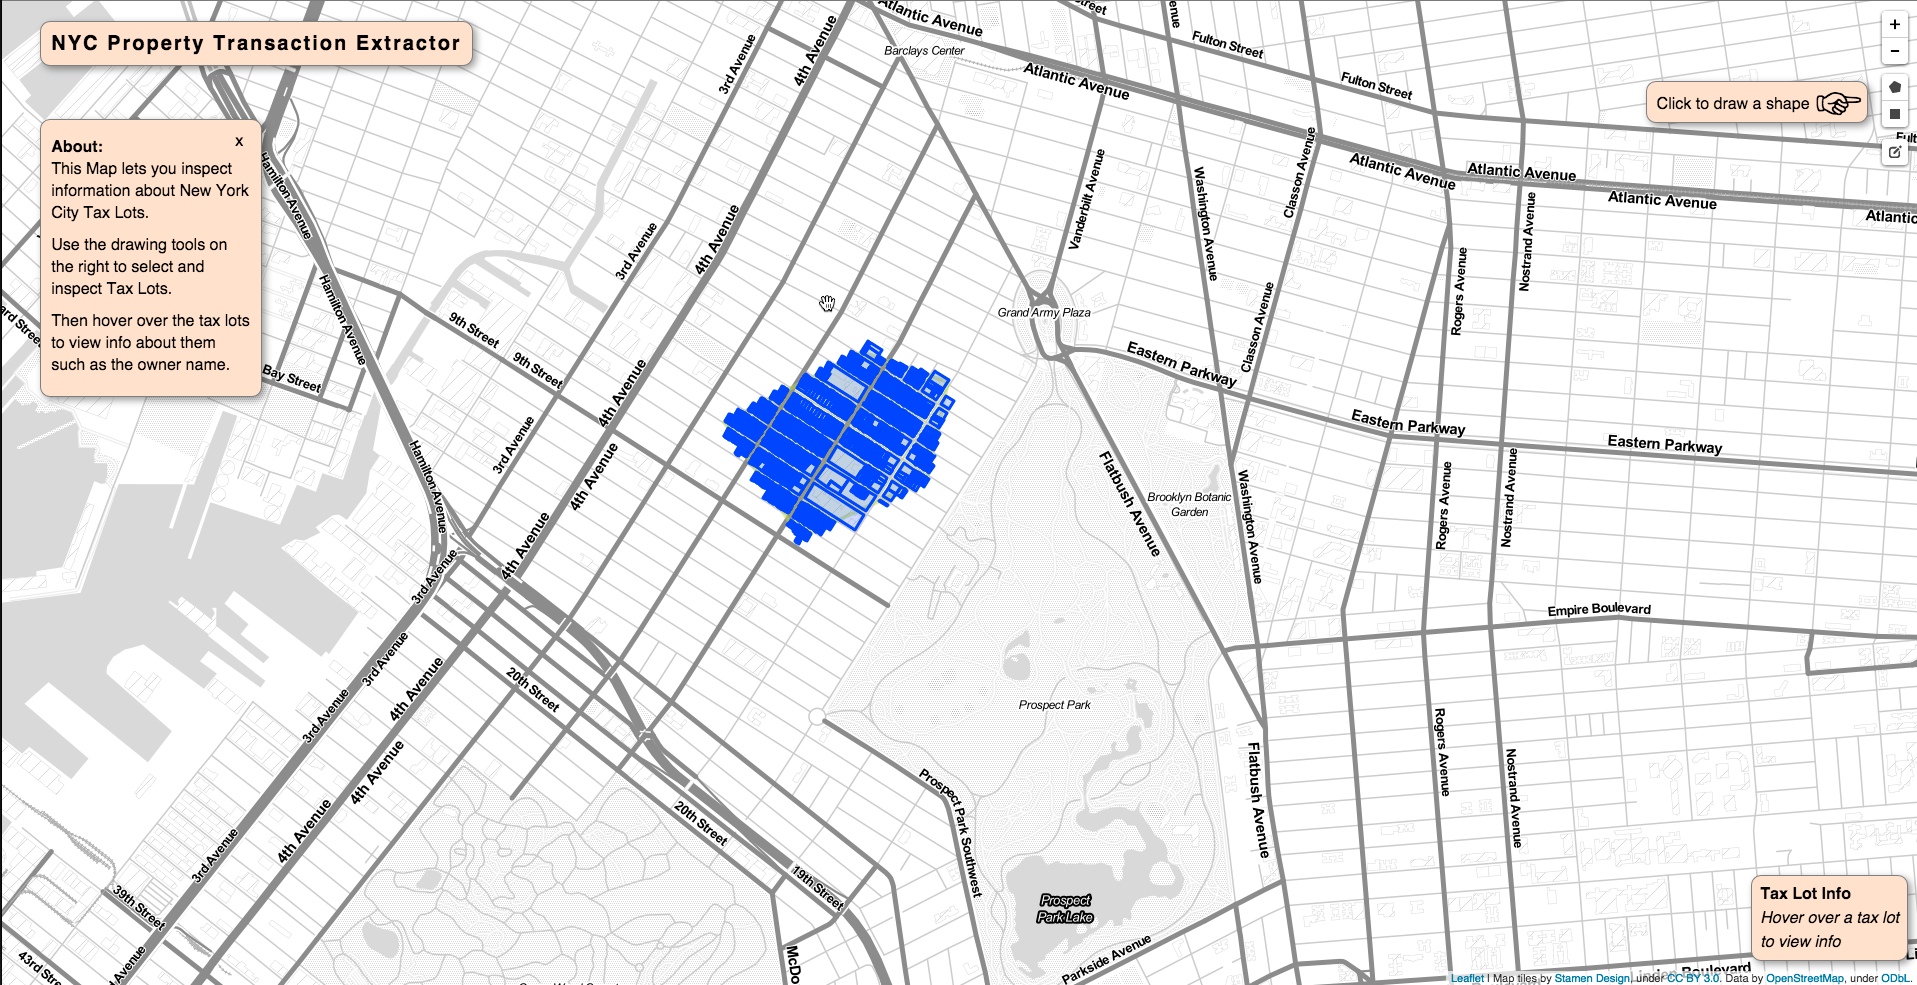 NYC Property Transaction Extractor
About:
x
This Map lets you inspect
information about New York
City Tax Lots.
Use the drawing tools on
the right to select and
inspect Tax Lots.
Then hover over the tax lots
to view info about them
such as the owner name.
Click to draw a shape
+
−
Atlantic Avenue
Barclays Center
Fulton Street
Fulton Street
Atlantic Avenue
Atlantic Avenue
Atlantic Avenue
Atlantic Avenue
3rd Avenue
4th Avenue
Hamilton Avenue
Vanderbilt Avenue
Washington Avenue
Classon Avenue
Nostrand Avenue
Rogers Avenue
3rd Avenue
4th Avenue
Hamilton Avenue
Grand Army Plaza
Classon Avenue
Eastern Parkway
9th Street
9th Street
Bay Street
4th Avenue
3rd Avenue
Eastern Parkway
Eastern Parkway
Hamilton Avenue
4th Avenue
Flatbush Avenue
Brooklyn Botanic
Garden
Washington Avenue
Rogers Avenue
Nostrand Avenue
4th Avenue
3rd Avenue
Empire Boulevard
3rd Avenue
4th Avenue
20th Street
3rd Avenue
Prospect Park
4th Avenue
Rogers Avenue
Nostrand Avenue
Flatbush Avenue
Prospect Park Southwest
20th Street
4th Avenue
3rd Avenue
19th Street
39th Street
Prospect
Park Lake
Parkside Avenue
McDo
43rd Stre
Avenue
Boulevard
Tax Lot Info
Hover over a tax lot
to view info
Leaflet | Map tiles by Stamen Design, under CC BY 3.0. Data by OpenStreetMap, under ODbL.